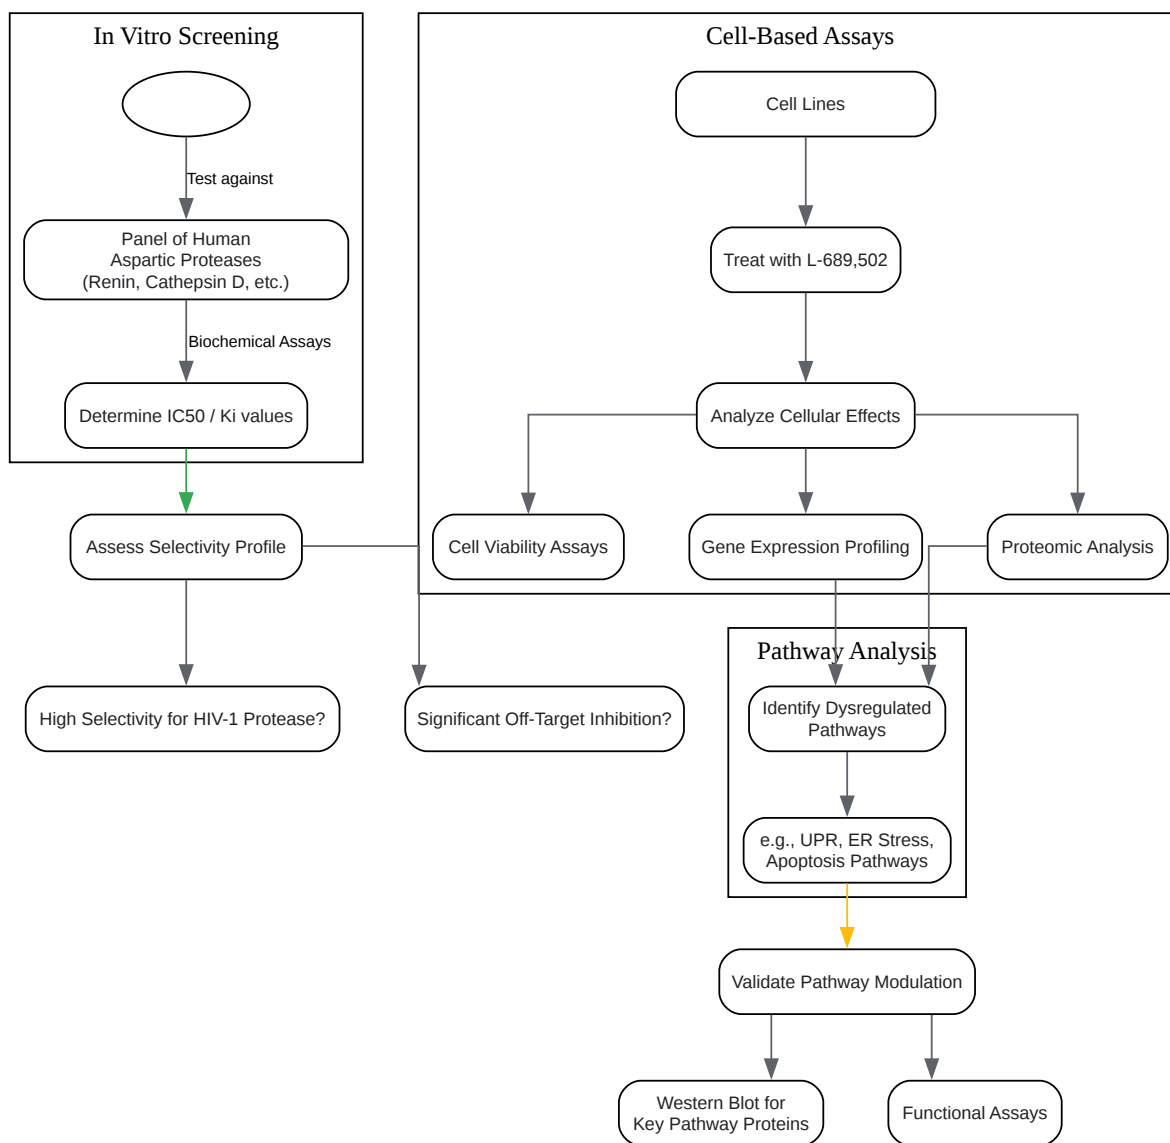 In Vitro Screening
Test against
Panel of Human
Aspartic Proteases
(Renin, Cathepsin D, etc.)
Biochemical Assays
Determine IC50 / Ki values
Assess Selectivity Profile
High Selectivity for HIV-1 Protease?
Significant Off-Target Inhibition?
Cell-Based Assays
Cell Lines
Treat with L-689,502
Analyze Cellular Effects
Cell Viability Assays
Gene Expression Profiling
Proteomic Analysis
Pathway Analysis
Identify Dysregulated
Pathways
e.g., UPR, ER Stress,
Apoptosis Pathways
Validate Pathway Modulation
Western Blot for
Key Pathway Proteins
Functional Assays